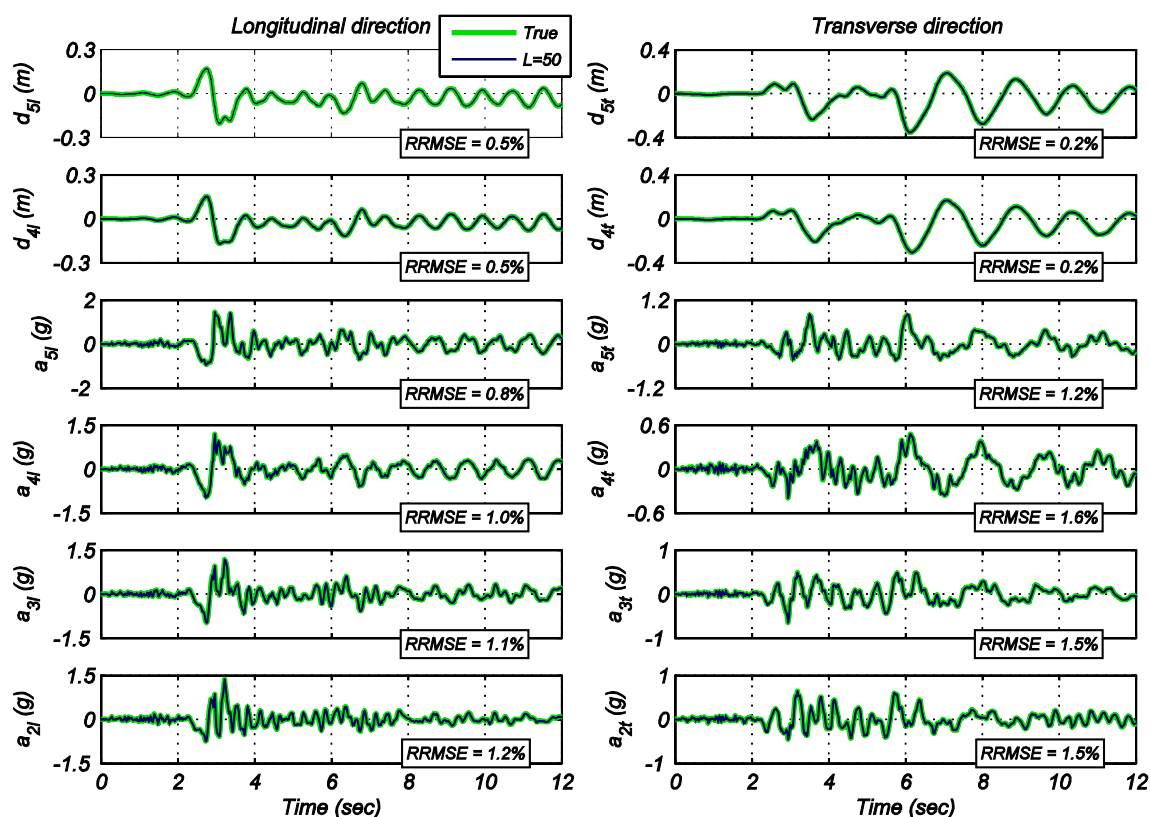 Longitudinal direction
True
L=50
0.3
0
-0.3
d5l (m)
RRMSE = 0.5%
0.3
0
-0.3
d4l (m)
RRMSE = 0.5%
2
0
-2
a5l (g)
RRMSE = 0.8%
1.5
0
-1.5
a4l (g)
RRMSE = 1.0%
1.5
0
-1.5
a3l (g)
RRMSE = 1.1%
1.5
0
-1.5
a2l (g)
RRMSE = 1.2%
0 2 4 6 8 10 12
Time (sec)
Transverse direction
0.4
0
-0.4
d5t (m)
RRMSE = 0.2%
0.4
0
-0.4
d4t (m)
RRMSE = 0.2%
1.2
0
-1.2
a5t (g)
RRMSE = 1.2%
0.6
0
-0.6
a4t (g)
RRMSE = 1.6%
1
0
-1
a3t (g)
RRMSE = 1.5%
1
0
-1
a2t (g)
RRMSE = 1.5%
0 2 4 6 8 10 12
Time (sec)